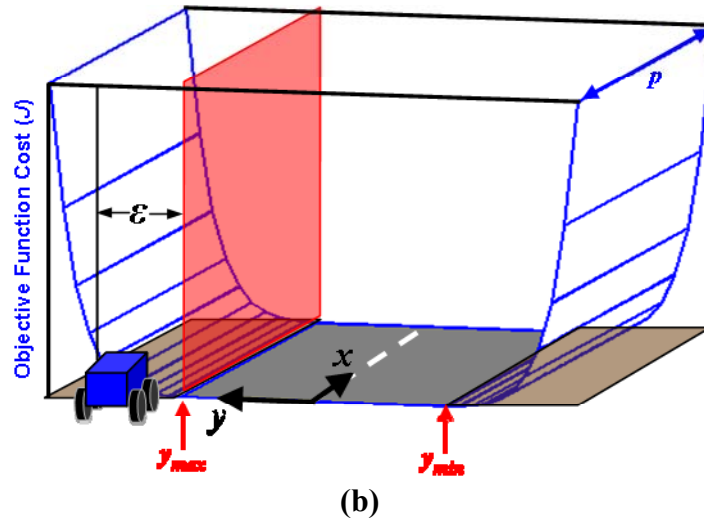 Objective Function Cost (J)
p
ε
x
y
y_max
y_min
(b)